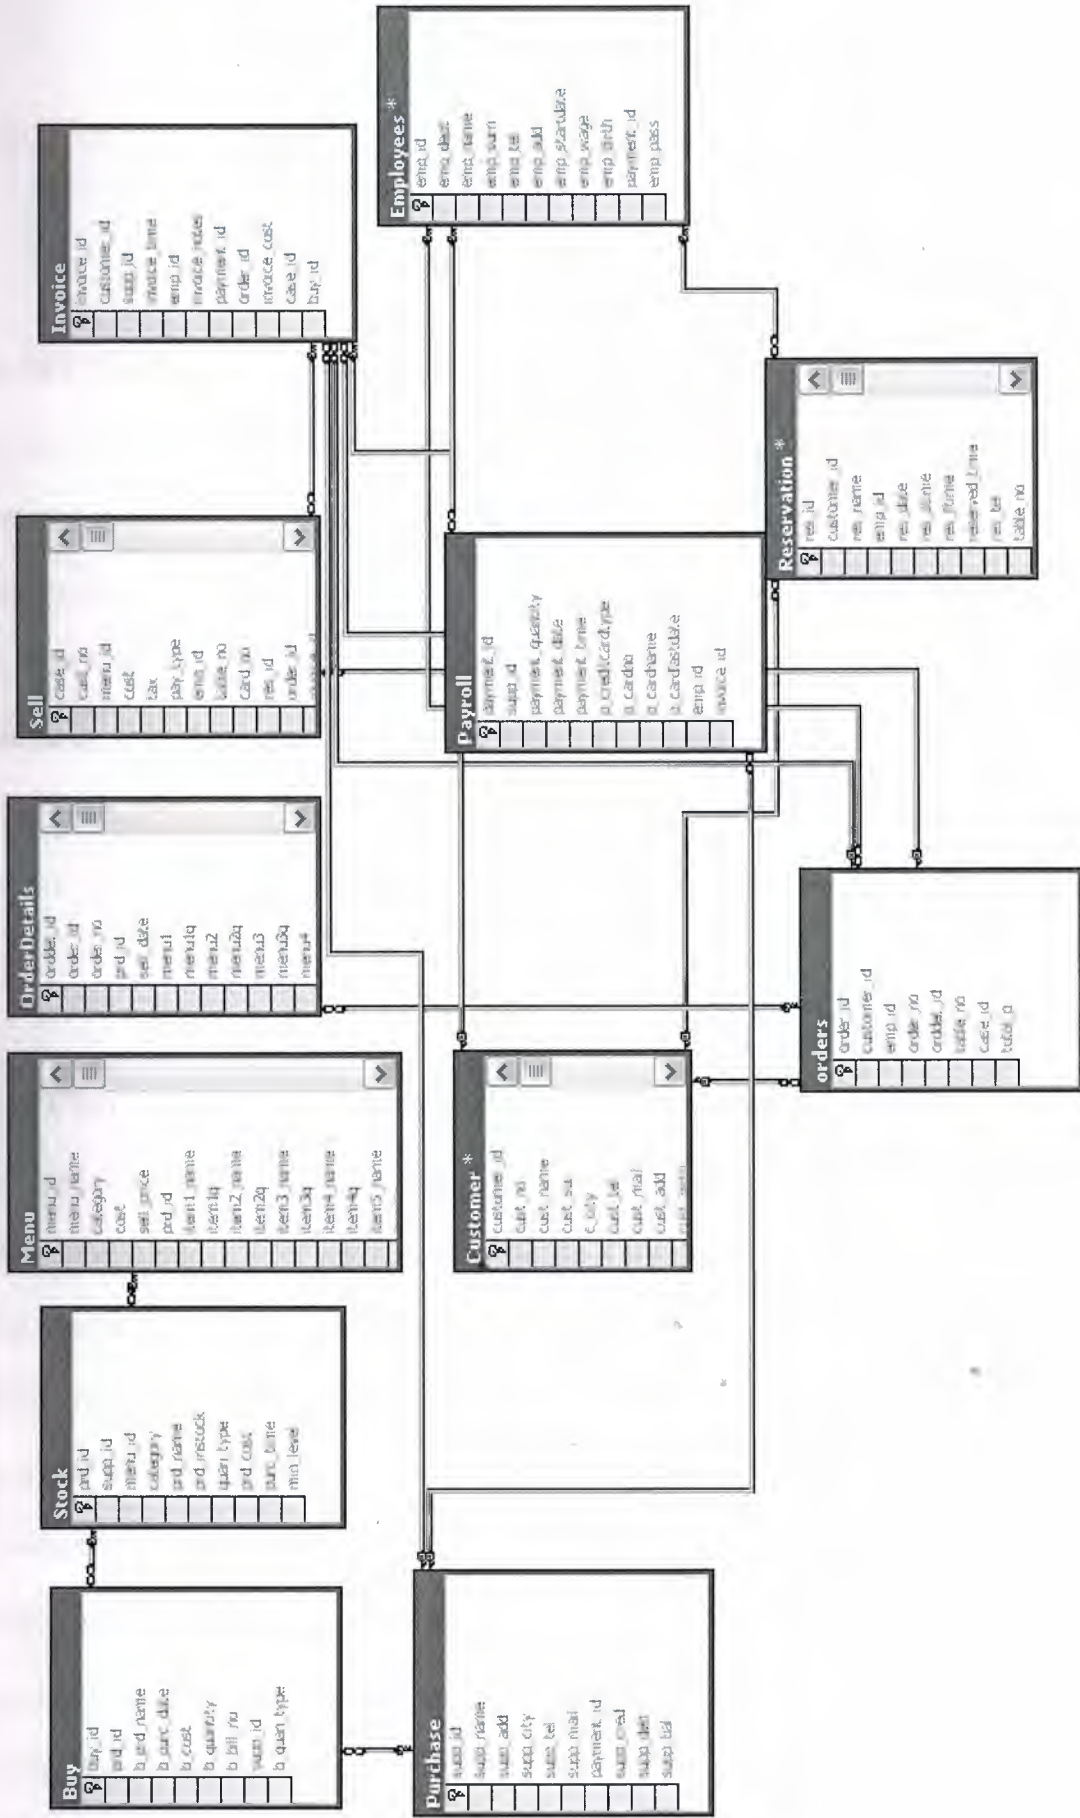 Buy
buy_id
prd_id
b_prd_name
b_purc_date
b_cost
b_quantity
b_bill_no
supp_id
b_quan_type
Stock
prd_id
supp_id
menu_id
category
prd_name
prd_instock
quan_type
prd_cost
purc_time
min_level
Menu
menu_id
menu_name
category
cost
sell_price
prd_id
item1_name
item1q
item2_name
item2q
item3_name
item3q
item4_name
item4q
item5_name
OrderDetails
ordder_id
order_id
order_no
prd_id
sell_date
menu1
menu1q
menu2
menu2q
menu3
menu3q
menu4
Sell
case_id
cust_no
menu_id
cost
tax
pay_type
emp_id
table_no
card_no
res_id
order_id
Invoice
invoice_id
customer_id
supp_id
invoice_time
emp_id
invoice_notes
payment_id
order_id
invoice_cost
case_id
buy_id
Purchase
supp_id
supp_name
supp_add
supp_city
supp_tel
supp_mail
payment_id
supp_cred
supp_debt
supp_bal
Customer *
customer_id
cust_no
cust_name
cust_sur
c_city
cust_tel
cust_mail
cust_add
Payroll
payment_id
supp_id
payment_quantity
payment_date
payment_time
p_creditcardtype
p_cardno
p_cardname
p_cardlastdate
emp_id
invoice_id
Employees *
emp_id
emp_dept
emp_name
emp_surn
emp_tel
emp_add
emp_startdate
emp_wage
emp_birth
payment_id
emp_pass
orders
order_id
customer_id
emp_id
order_no
ordder_id
table_no
case_id
total_p
Reservation *
res_id
customer_id
res_name
emp_id
res_date
res_stime
res_ftime
reserved_time
res_tel
table_no